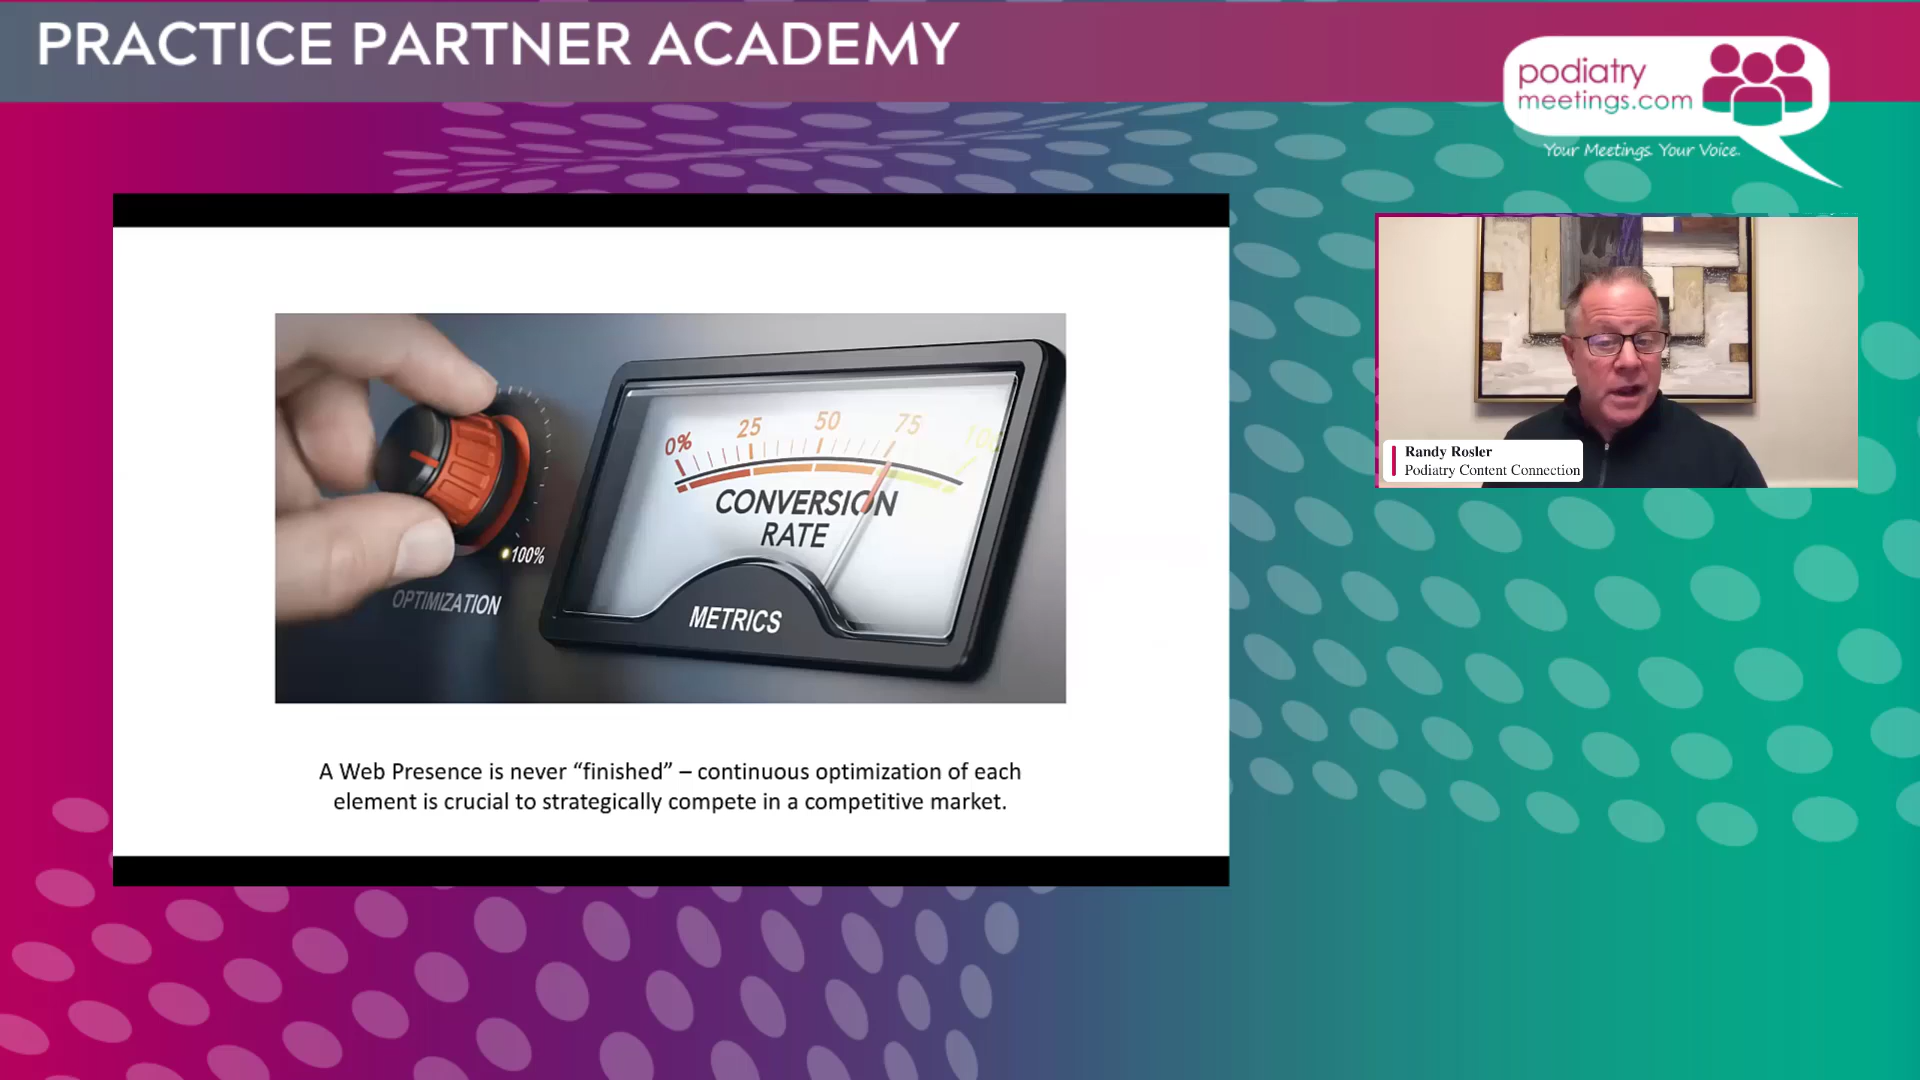 PRACTICE PARTNER ACADEMY
podiatry
meetings.com
Your Meetings. Your Voice.
0% 25 50 75 100
CONVERSION
RATE
METRICS
100%
OPTIMIZATION
A Web Presence is never “finished” – continuous optimization of each
element is crucial to strategically compete in a competitive market.
Randy Rosler
Podiatry Content Connection